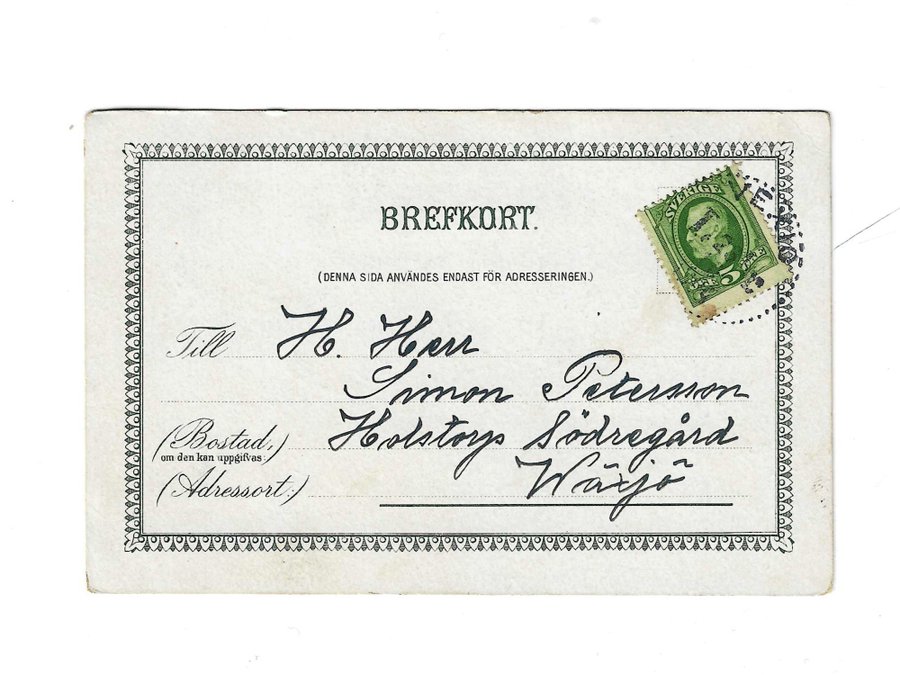 BREFKORT.
SVERIGE
5
(DENNA SIDA ANVÄNDES ENDAST FÖR ADRESSERINGEN.)
Till H. Herr
Simon Petersson
(Bostad,) Holstorps Södregård
om den kan uppgifvas:
(Adressort:) Wäxjö